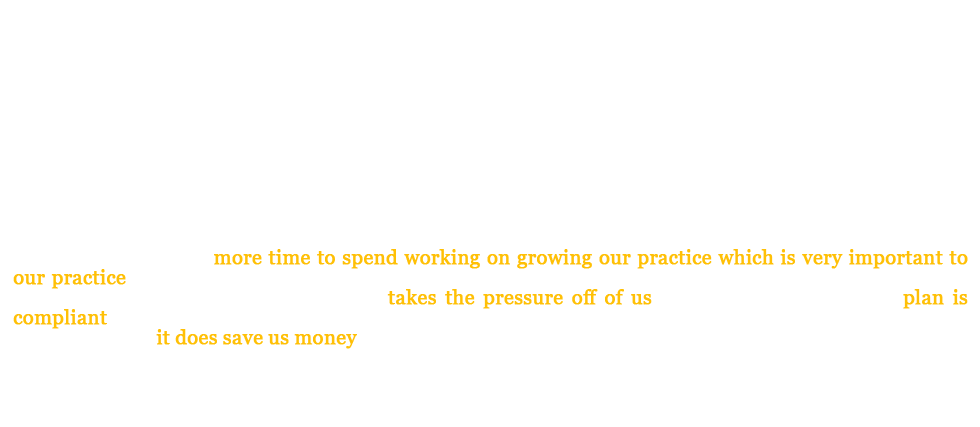 more time to spend working on growing our practice which is very important to
our practice
takes the pressure off of us plan is
compliant
it does save us money